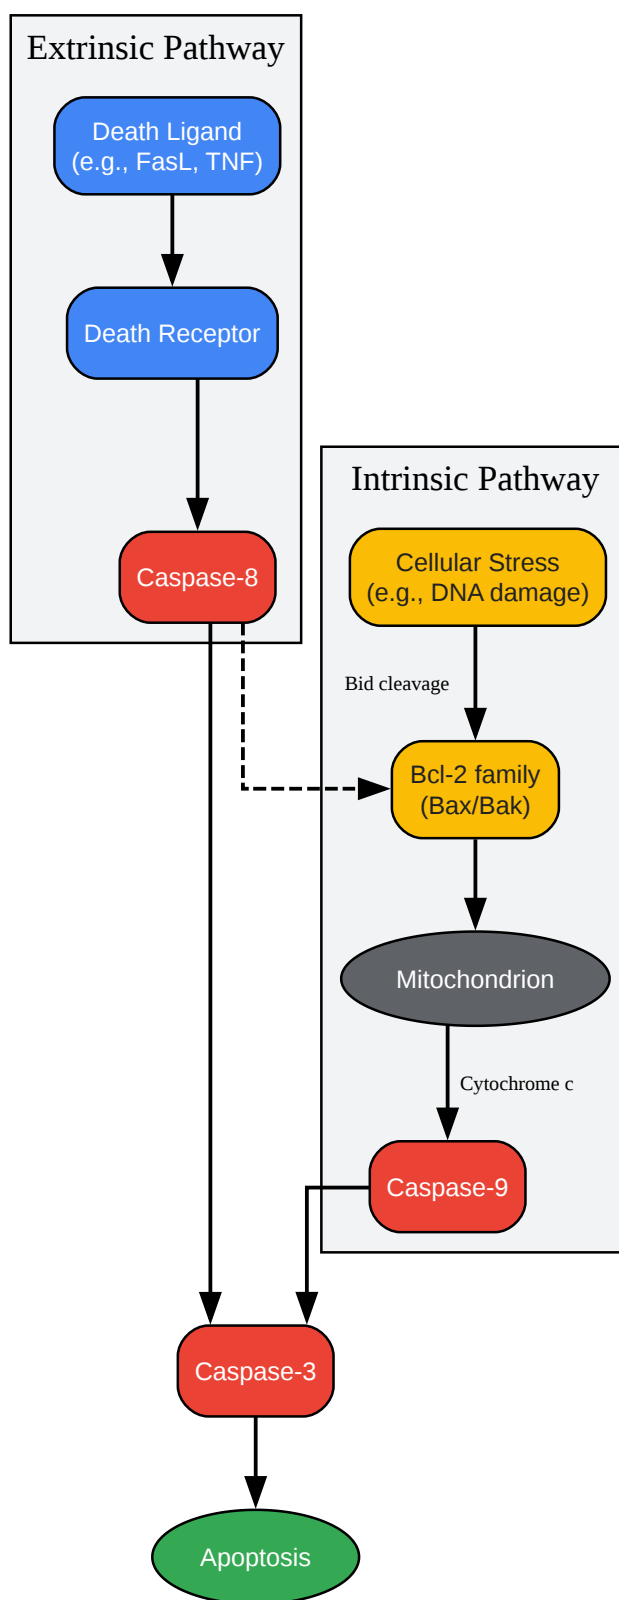 Extrinsic Pathway
Death Ligand
(e.g., FasL, TNF)
Death Receptor
Caspase-8
Intrinsic Pathway
Cellular Stress
(e.g., DNA damage)
Bid cleavage
Bcl-2 family
(Bax/Bak)
Mitochondrion
Cytochrome c
Caspase-9
Caspase-3
Apoptosis